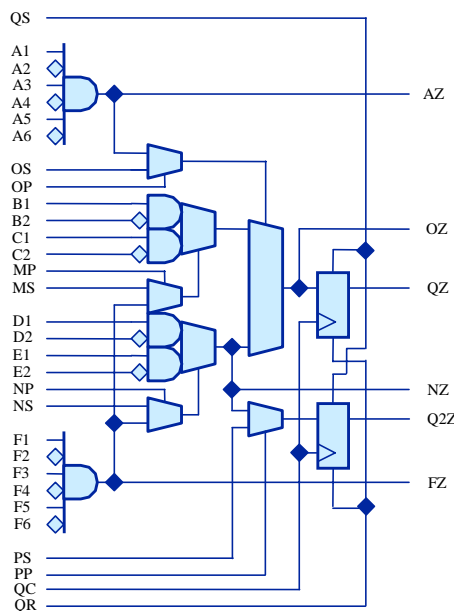 QS
A1
A2
A3
A4
A5
A6
AZ
OS
OP
B1
B2
C1
C2
OZ
MP
MS
QZ
D1
D2
E1
E2
NP
NZ
NS
Q2Z
F1
F2
F3
F4
F5
F6
FZ
PS
PP
QC
QR